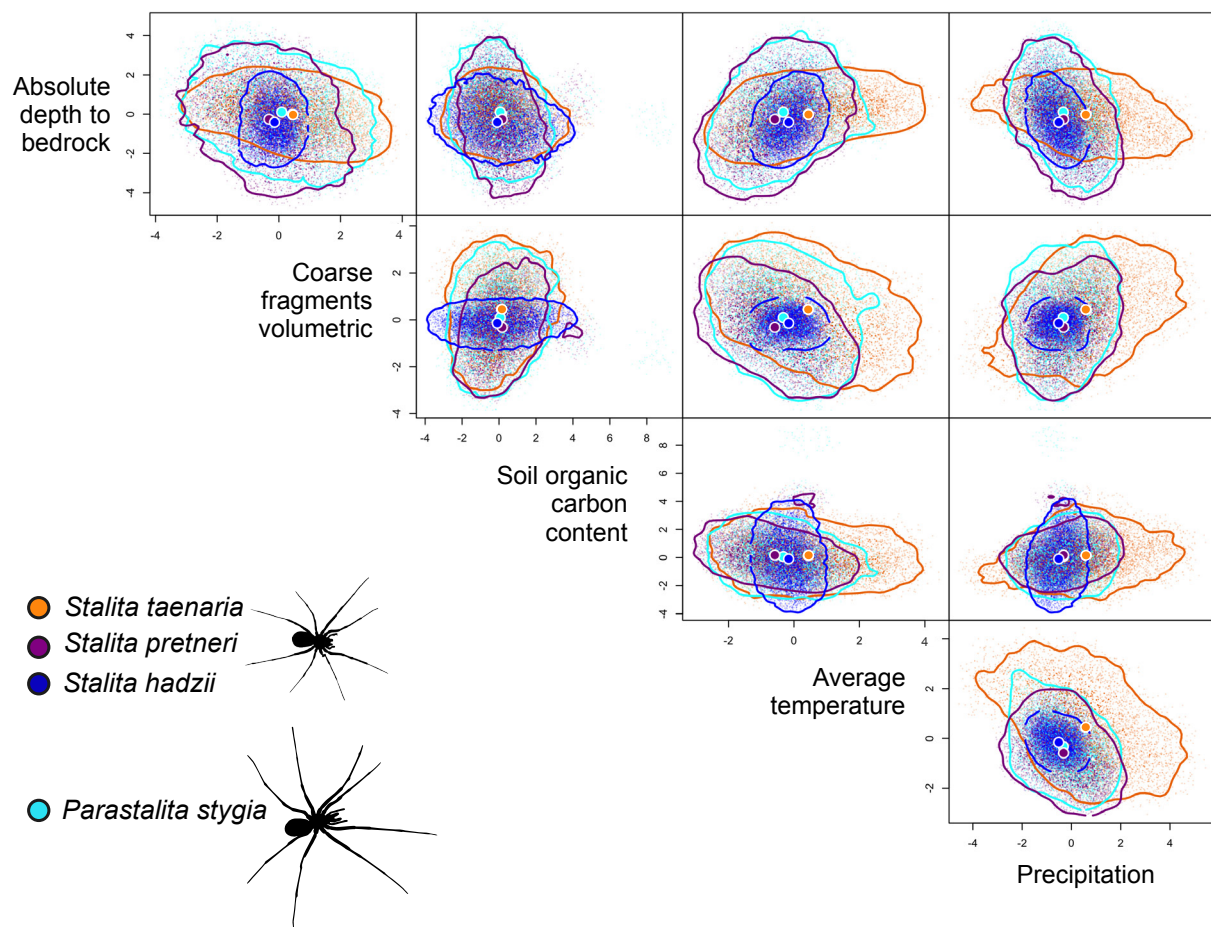 Absolute
depth to
bedrock
4
2
0
-2
-4
-4 -2 0 2 4
Coarse
fragments
volumetric
2
0
-2
-4
-2 0 2 4 6 8
Soil organic
carbon
content
8
6
4
2
0
-2
-4
-2 0 2 4
Average
temperature
2
0
-2
-4 -2 0 2 4
Precipitation
Stalita taenaria
Stalita pretneri
Stalita hadzii
Parastalita stygia